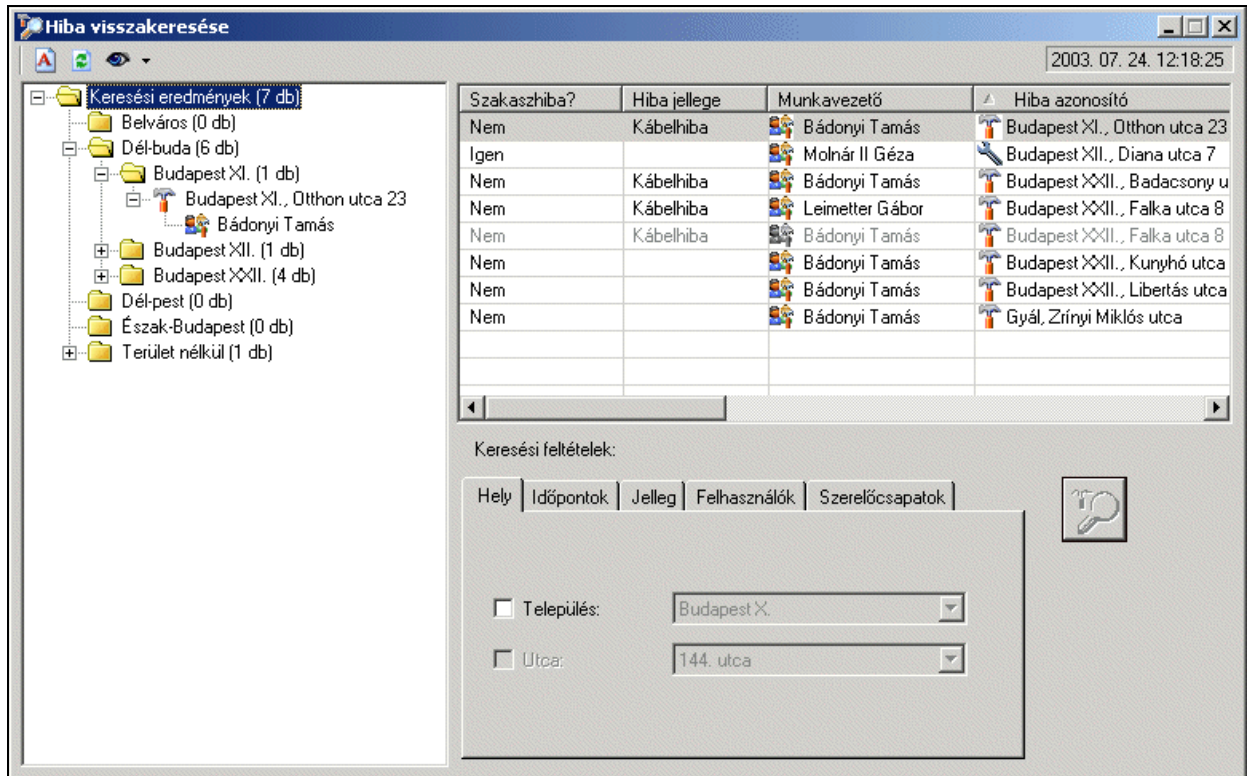 Hiba visszakeresése
2003. 07. 24. 12:18:25
Keresési eredmények (7 db)
Belváros (0 db)
Dél-buda (6 db)
Budapest XI. (1 db)
Budapest XI., Otthon utca 23
Bádonyi Tamás
Budapest XII. (1 db)
Budapest XXII. (4 db)
Dél-pest (0 db)
Észak-Budapest (0 db)
Terület nélkül (1 db)
Szakaszhiba? Hiba jellege Munkavezető Hiba azonosító
Nem Kábelhiba Bádonyi Tamás Budapest XI., Otthon utca 23
Igen Molnár II Géza Budapest XII., Diana utca 7
Nem Kábelhiba Bádonyi Tamás Budapest XXII., Badacsony u
Nem Kábelhiba Leimetter Gábor Budapest XXII., Falka utca 8
Nem Kábelhiba Bádonyi Tamás Budapest XXII., Falka utca 8
Nem Bádonyi Tamás Budapest XXII., Kunyhó utca
Nem Bádonyi Tamás Budapest XXII., Libertás utca
Nem Bádonyi Tamás Gyál, Zrínyi Miklós utca
Keresési feltételek:
Hely Időpontok Jelleg Felhasználók Szerelőcsapatok
Település: Budapest X.
Utca: 144. utca